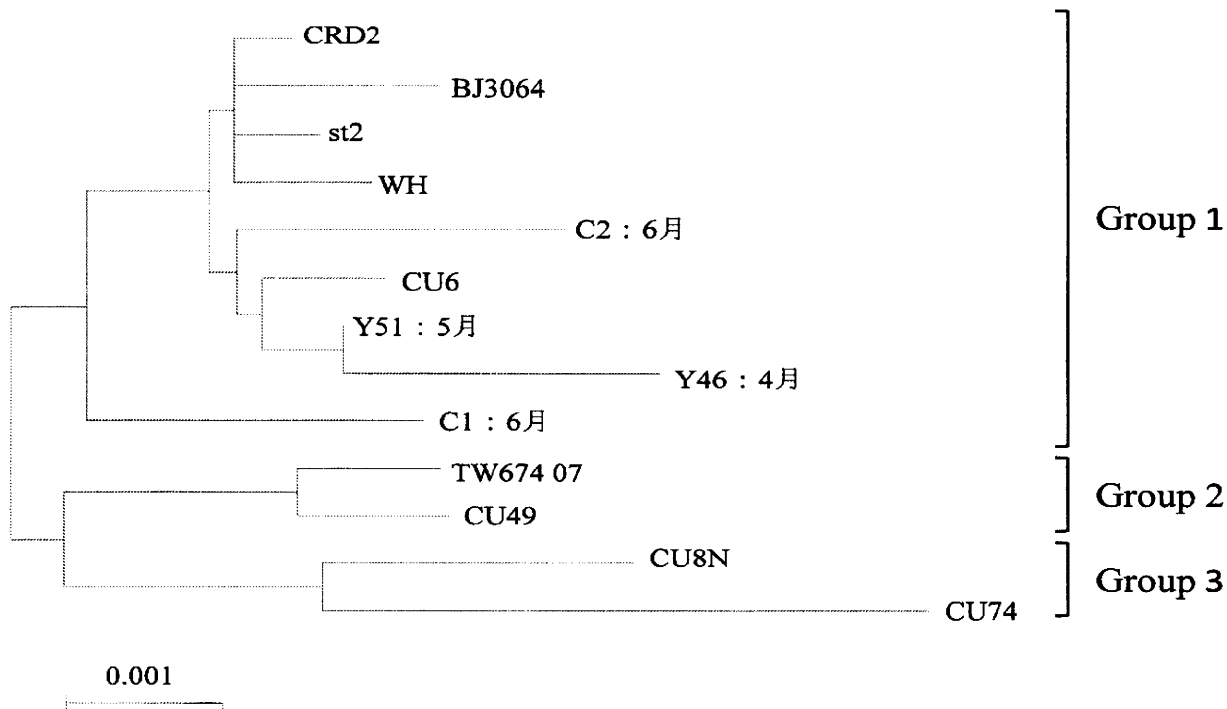 CRD2
BJ3064
st2
WH
C2 : 6月
CU6
Y51 : 5月
Y46 : 4月
C1 : 6月
Group 1
TW674 07
CU49
Group 2
CU8N
CU74
Group 3
0.001